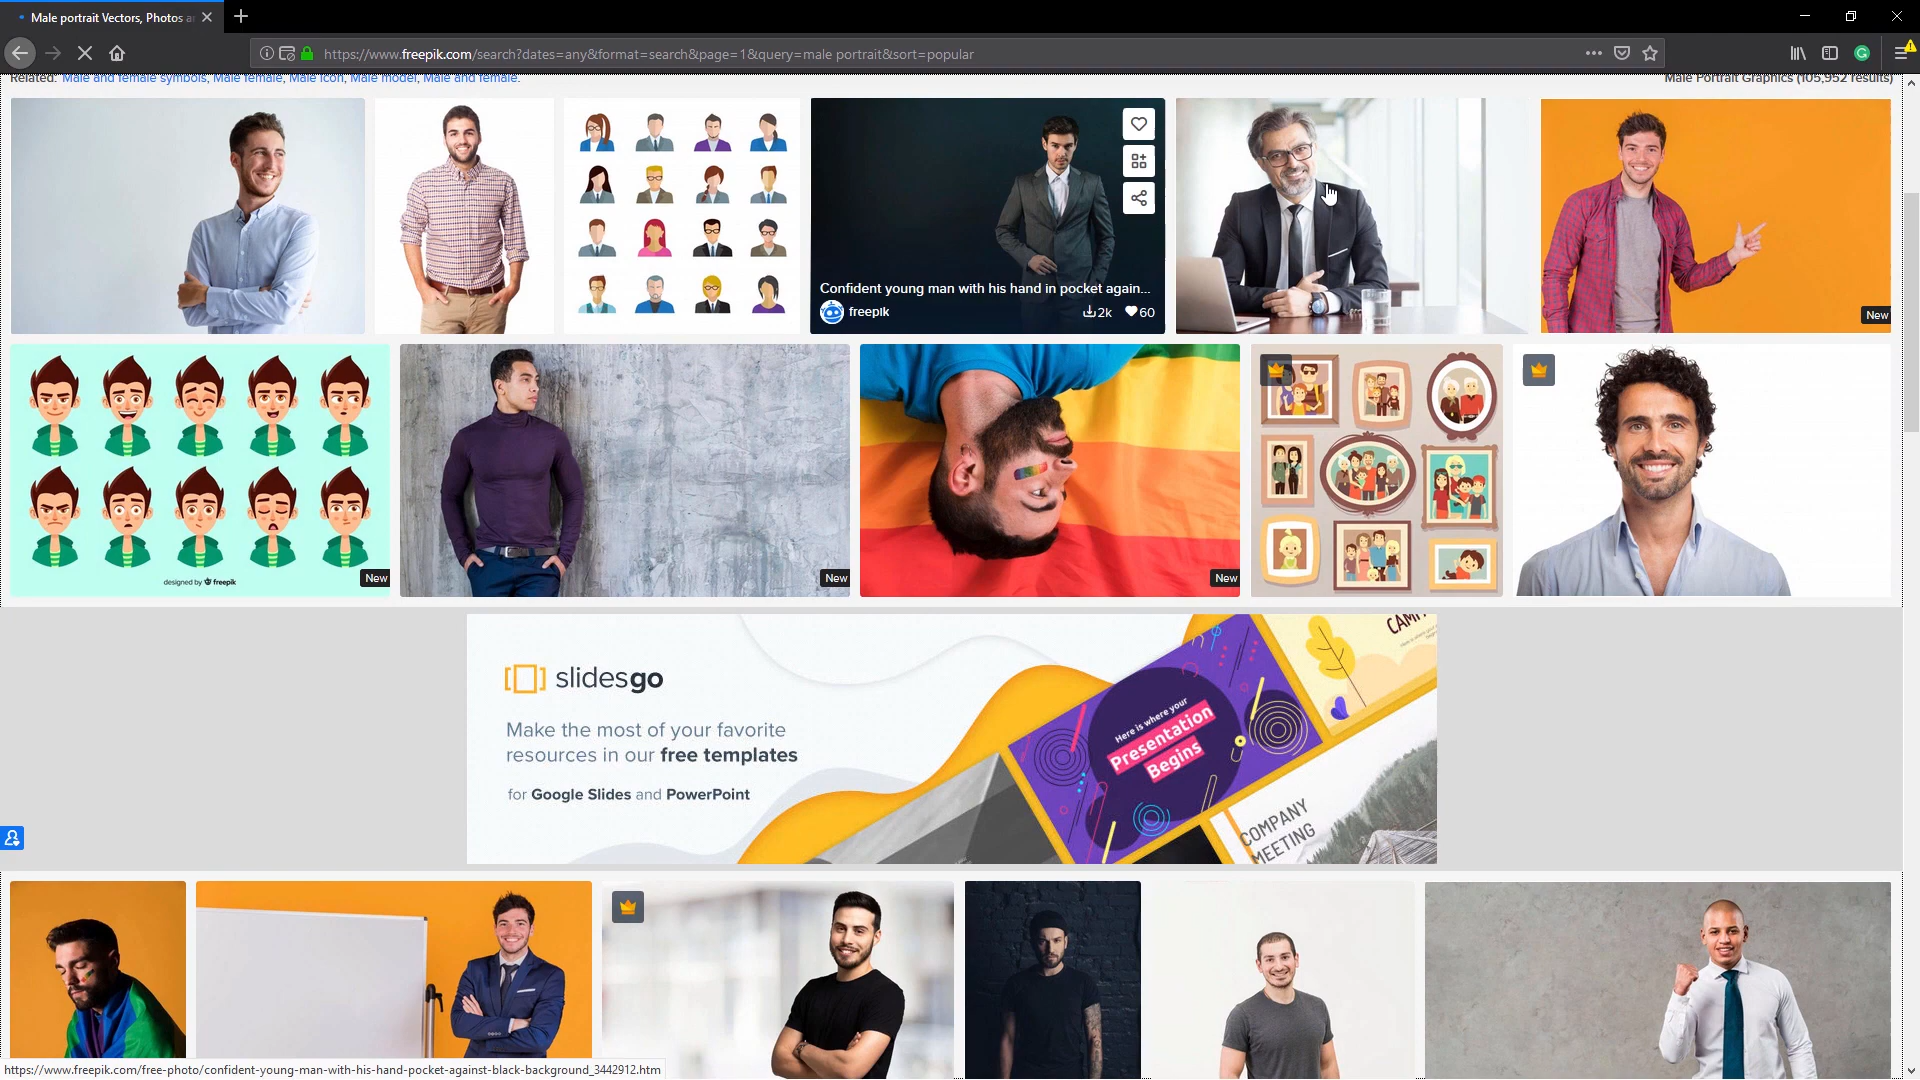 Male portrait Vectors, Photos a
https://www.freepik.com/search?dates=any&format=search&page=1&query=male portrait&sort=popular
Related: Male and female symbols, Male female, Male icon, Male model, Male and female.
Male Portrait Graphics (105,952 results)
Confident young man with his hand in pocket again...
freepik
2k
60
New
designed by freepik
New
New
New
slidesgo
Make the most of your favorite
resources in our free templates
for Google Slides and PowerPoint
Here is where your
Presentation
Begins
CAMP
COMPANY
MEETING
https://www.freepik.com/free-photo/confident-young-man-with-his-hand-pocket-against-black-background_3442912.htm